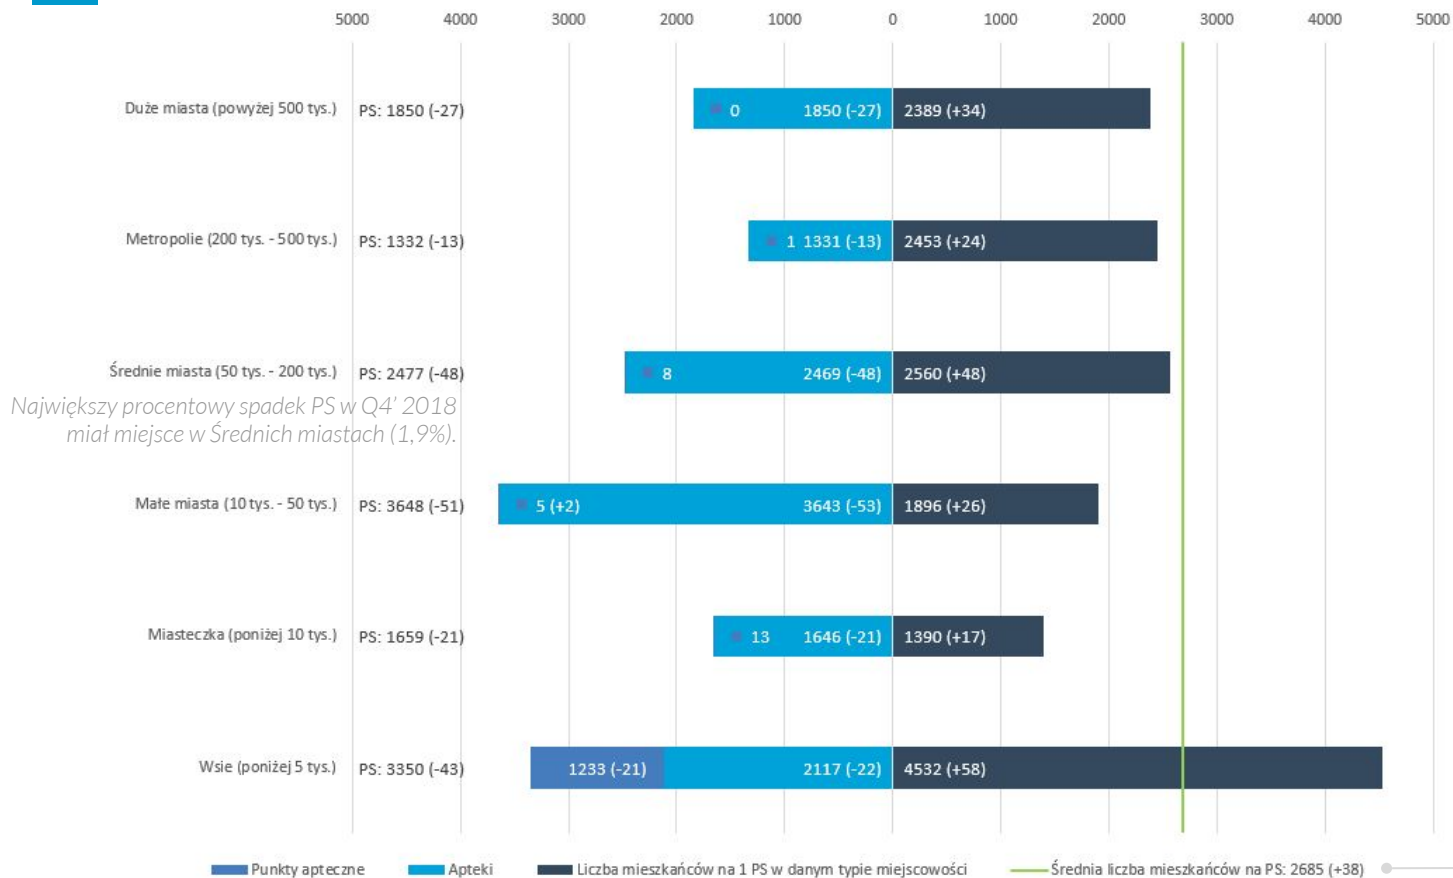 5000 4000 3000 2000 1000 0 1000 2000 3000 4000 5000
Duże miasta (powyżej 500 tys.) PS: 1850 (-27) 0 1850 (-27) 2389 (+34)
Metropolie (200 tys. - 500 tys.) PS: 1332 (-13) 1 1331 (-13) 2453 (+24)
Średnie miasta (50 tys. - 200 tys.) PS: 2477 (-48) 8 2469 (-48) 2560 (+48)
Największy procentowy spadek PS w Q4’ 2018
miał miejsce w Średnich miastach (1,9%).
Małe miasta (10 tys. - 50 tys.) PS: 3648 (-51) 5 (+2) 3643 (-53) 1896 (+26)
Miasteczka (poniżej 10 tys.) PS: 1659 (-21) 13 1646 (-21) 1390 (+17)
Wsie (poniżej 5 tys.) PS: 3350 (-43) 1233 (-21) 2117 (-22) 4532 (+58)
Punkty apteczne Apteki Liczba mieszkańców na 1 PS w danym typie miejscowości Średnia liczba mieszkańców na PS: 2685 (+38)